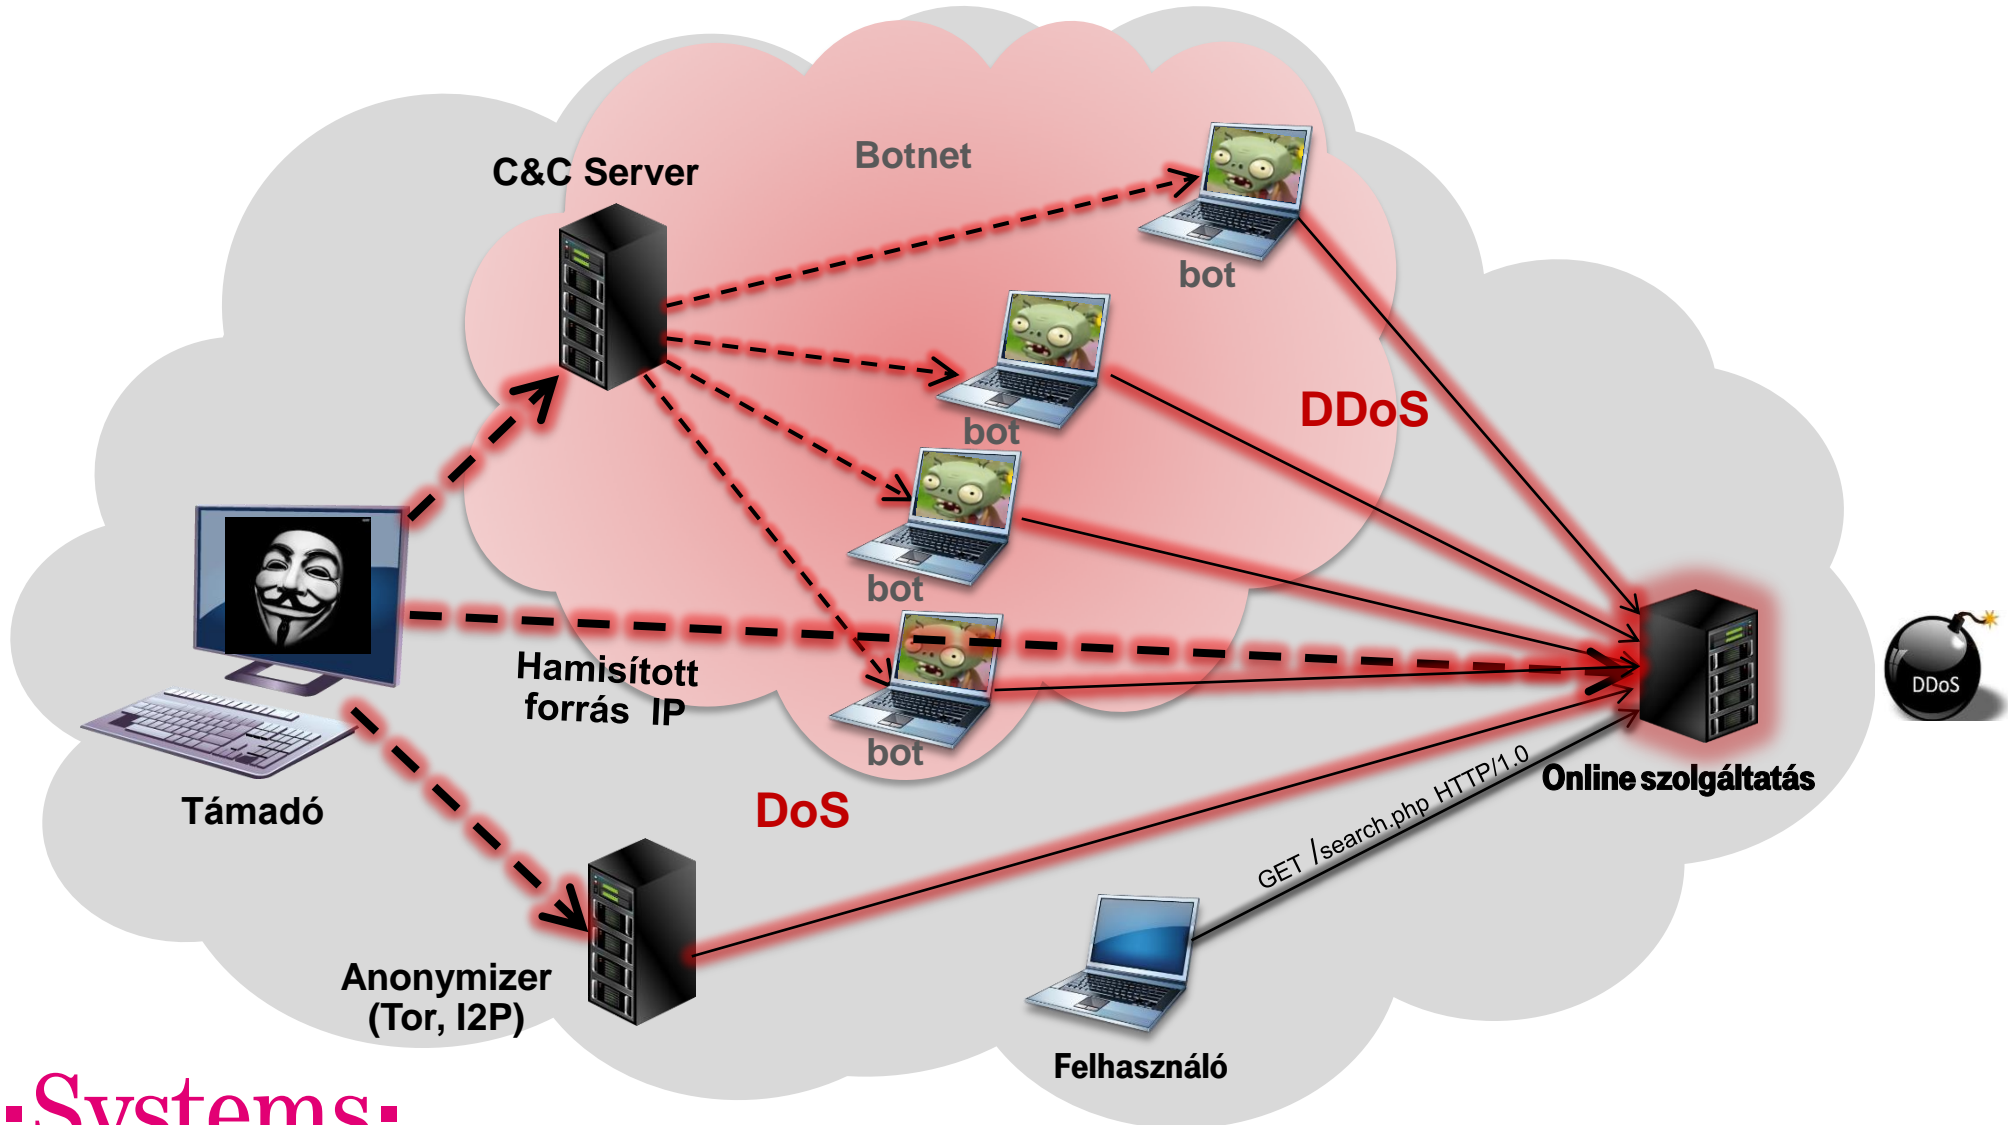 Botnet
C&C Server
bot
bot
DDoS
bot
Hamisított
forrás IP
bot
DDoS
Támadó
DoS
Online szolgáltatás
GET /search.php HTTP/1.0
Anonymizer
(Tor, I2P)
Felhasználó
·Systems·